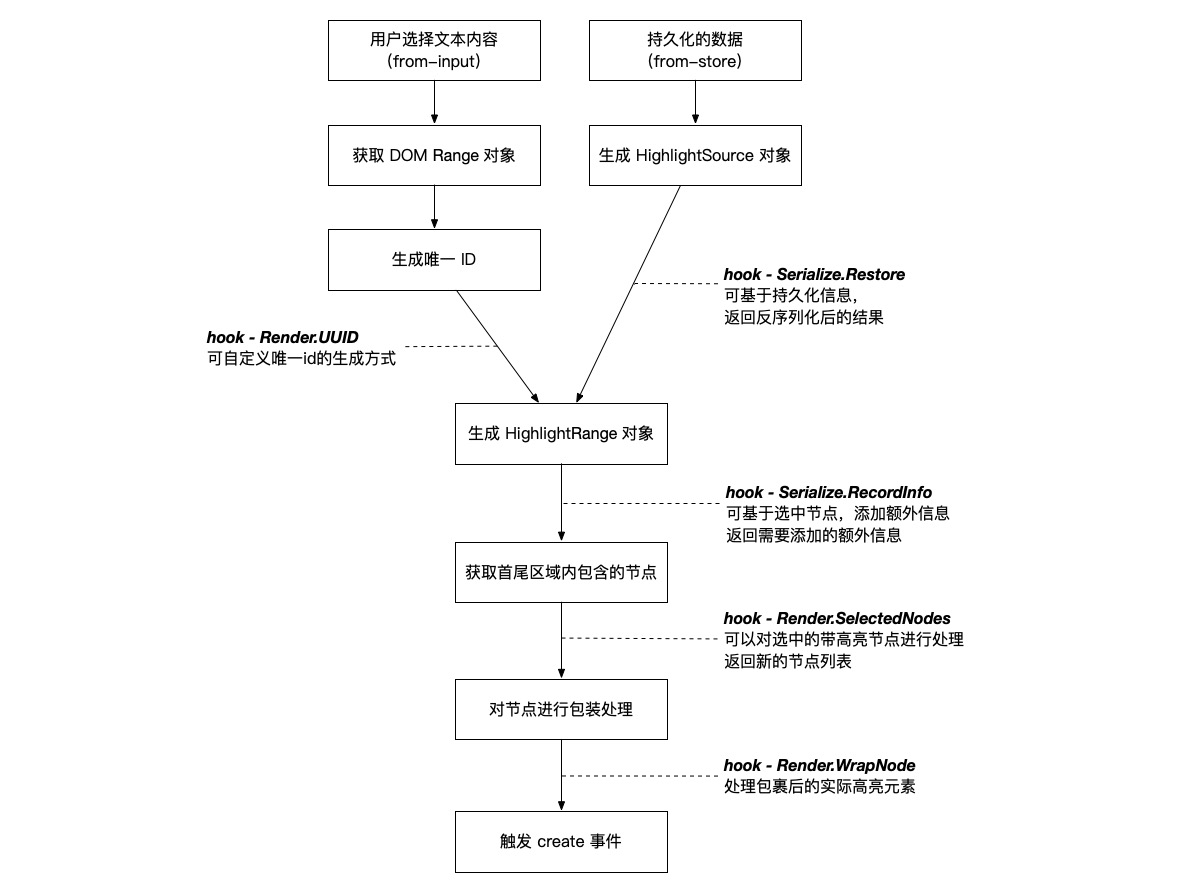 用户选择文本内容
（from-input）
持久化的数据
（from-store）
获取 DOM Range 对象
生成 HighlightSource 对象
生成唯一 ID
hook - Serialize.Restore
可基于持久化信息，
返回反序列化后的结果
hook - Render.UUID
可自定义唯一id的生成方式
生成 HighlightRange 对象
hook - Serialize.RecordInfo
可基于选中节点，添加额外信息
返回需要添加的额外信息
获取首尾区域内包含的节点
hook - Render.SelectedNodes
可以对选中的带高亮节点进行处理
返回新的节点列表
对节点进行包装处理
hook - Render.WrapNode
处理包裹后的实际高亮元素
触发 create 事件